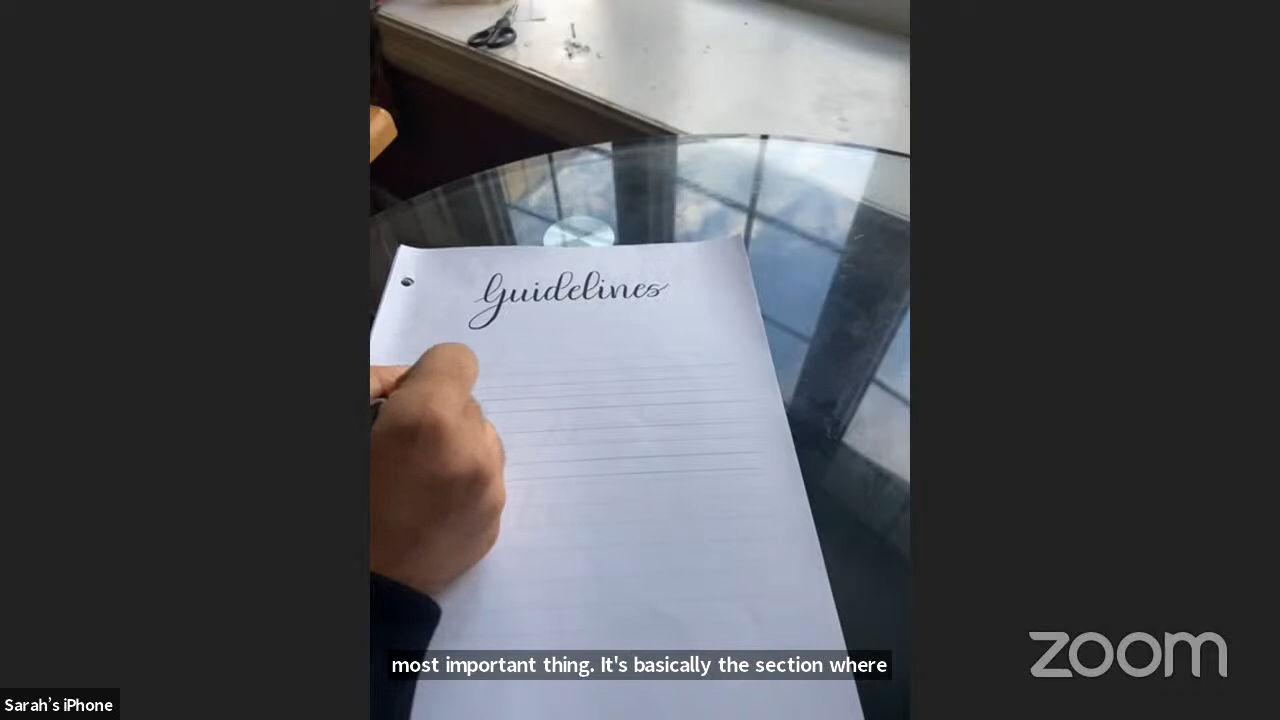 Guidelines
most important thing. It's basically the section where
zoom
Sarah's iPhone